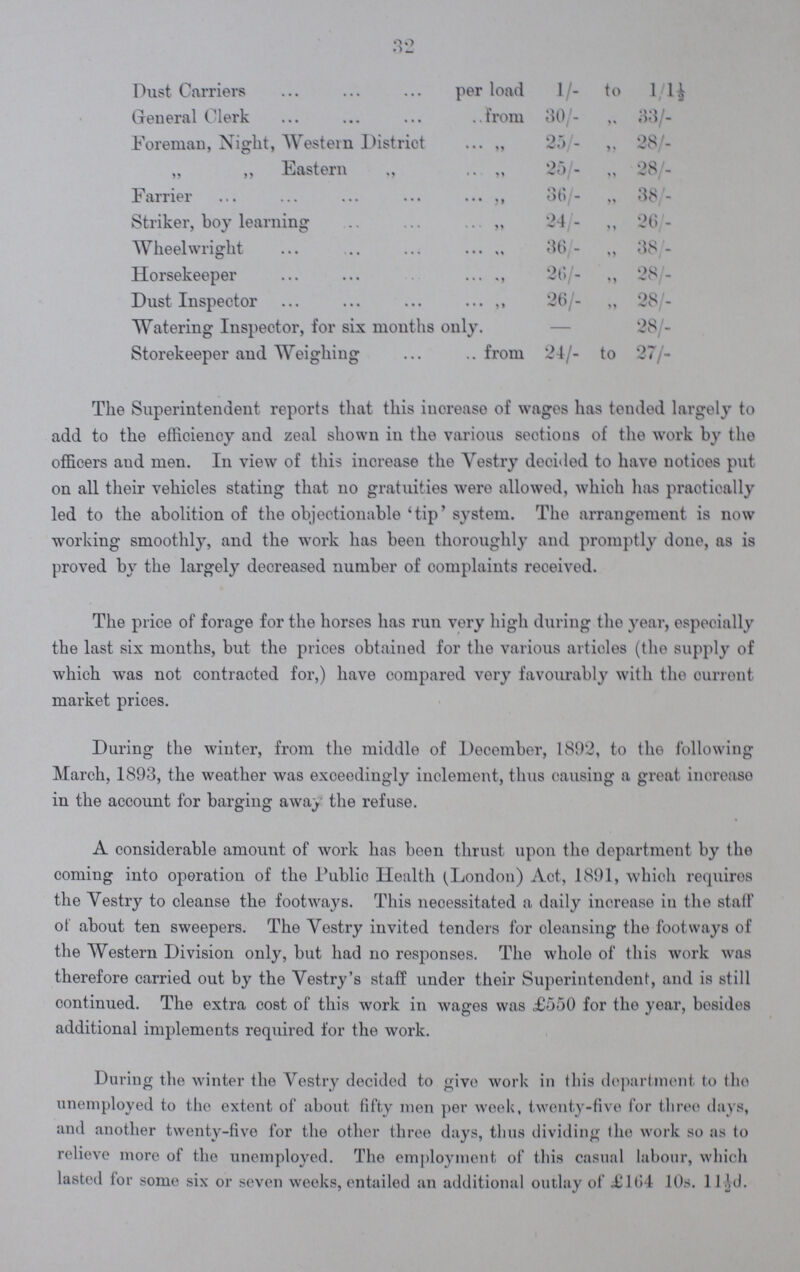 32
Dust Carriers ... ... ... per load 1/- to 1/1½
General Clerk ... ... ... ..from 30/- ,, 33/-
Foreman, Night, Western District ... ,, 25/- ,, 28/-
,, ,, Eastern ,, .. ,, 25/- ,, 28/-
Farrier ... ... ... ... ... ,, 36/- ,, 38/-
Striker, boy learning .. ... .. ,, 24/- ,, 26/-
Wheelwright ... .. ... ... ,, 36/- ,, 38/-
Horsekeeper ... ... ... ,, 26/- ,, 28/-
Dust Inspector ... ... ... ... ,, 26/- ,, 28/-
Watering Inspector, for six months only. — 28/-
Storekeeper and Weighing ... .. from 24/- to 27/-
The Superintendent reports that this increase of wages has tended largely to
add to the efficiency and zeal shown in the various sections of the work by the
officers and men. In view of this increase the Vestry decided to have notices put
on all their vehicles stating that no gratuities were allowed, which has practically
led to the abolition of the objectionable 'tip' system. The arrangement is now
working smoothly, and the work has been thoroughly and promptly done, as is
proved by the largely decreased number of complaints received.
The price of forage for the horses has run very high during the year, especially
the last six months, but the prices obtained for the various articles (the supply of
which was not contracted for,) have compared very favourably with the current
market prices.
During the winter, from the middle of December, 1892, to the following
March, 1893, the weather was exceedingly inclement, thus causing a great increase
in the account for barging away the refuse.
A considerable amount of work has been thrust upon the department by the
coming into operation of the Public Health (London) Act, 1891, which requires
the Vestry to cleanse the footways. This necessitated a daily increase in the staff
of about ten sweepers. The Vestry invited tenders for cleansing the footways of
the Western Division only, but had no responses. The whole of this work was
therefore carried out by the Vestry's staff under their Superintendent, and is still
continued. The extra cost of this work in wages was £550 for the year, besides
additional implements required for the work.
During the winter the Vestry decided to give work in this department to the
unemployed to the extent of about fifty men per week, twenty-five for three days,
and another twenty-five for the other three days, thus dividing the work so as to
relieve more of the unemployed. The employment of this casual labour, which
lasted for some six or seven weeks, entailed an additional outlay of £164 10s. 11½d.